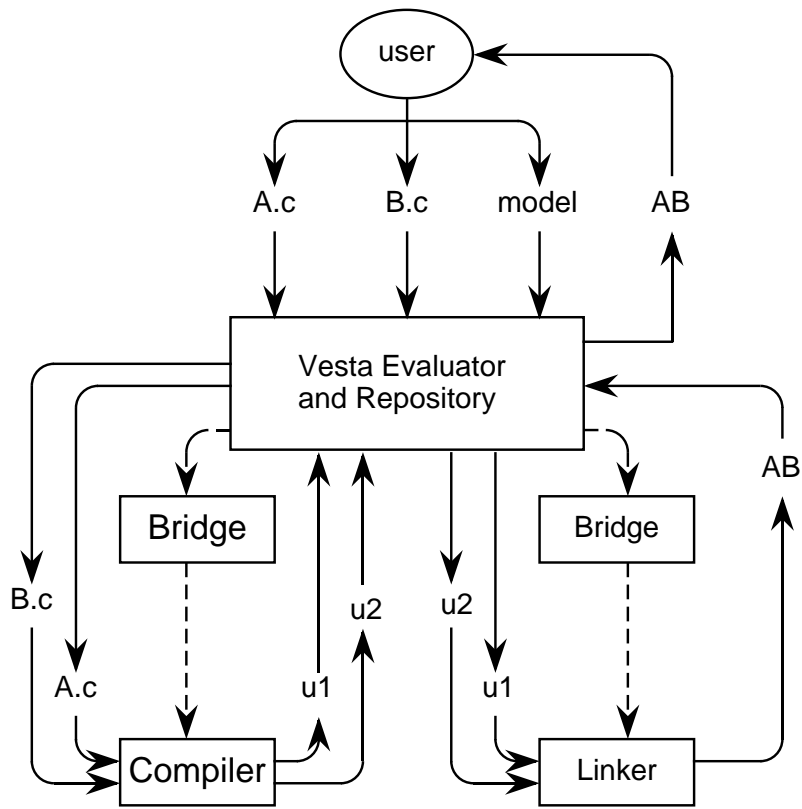 user
A.c
B.c
model
AB
Vesta Evaluator
and Repository
AB
Bridge
Bridge
B.c
u2
u2
A.c
u1
u1
Compiler
Linker